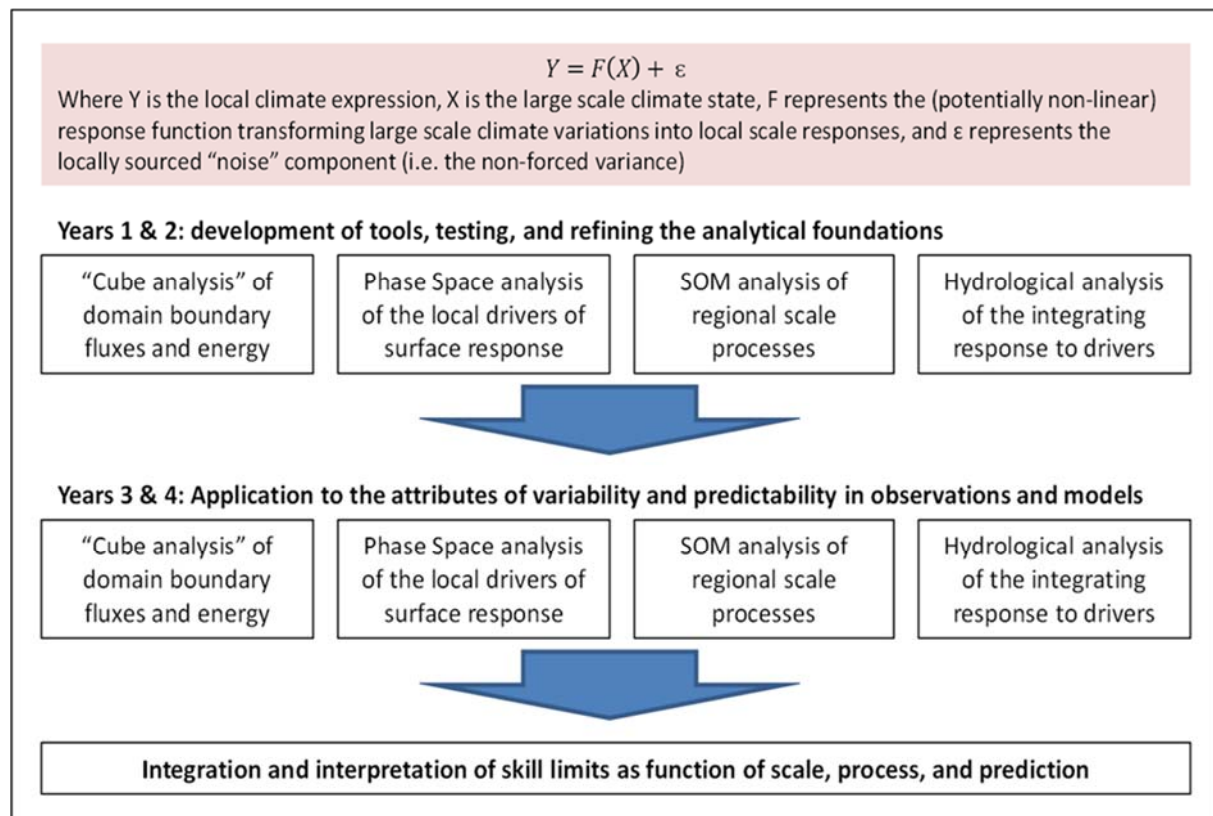 Y = F(X) + ε
Where Y is the local climate expression, X is the large scale climate state, F represents the (potentially non-linear)
response function transforming large scale climate variations into local scale responses, and ε represents the
locally sourced “noise” component (i.e. the non-forced variance)
Years 1 & 2: development of tools, testing, and refining the analytical foundations
“Cube analysis” of
domain boundary
fluxes and energy
Phase Space analysis
of the local drivers of
surface response
SOM analysis of
regional scale
processes
Hydrological analysis
of the integrating
response to drivers
Years 3 & 4: Application to the attributes of variability and predictability in observations and models
“Cube analysis” of
domain boundary
fluxes and energy
Phase Space analysis
of the local drivers of
surface response
SOM analysis of
regional scale
processes
Hydrological analysis
of the integrating
response to drivers
Integration and interpretation of skill limits as function of scale, process, and prediction